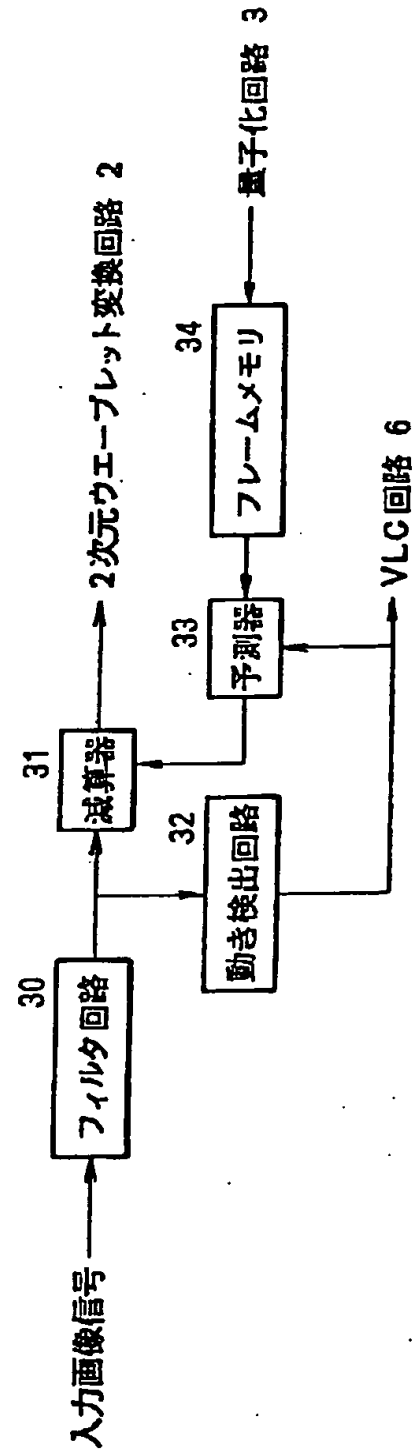 入力画像信号
30
フィルタ回路
31
減算器
2次元ウエーブレット変換回路 2
32
動き検出回路
33
予測器
34
フレームメモリ
量子化回路 3
VLC回路 6